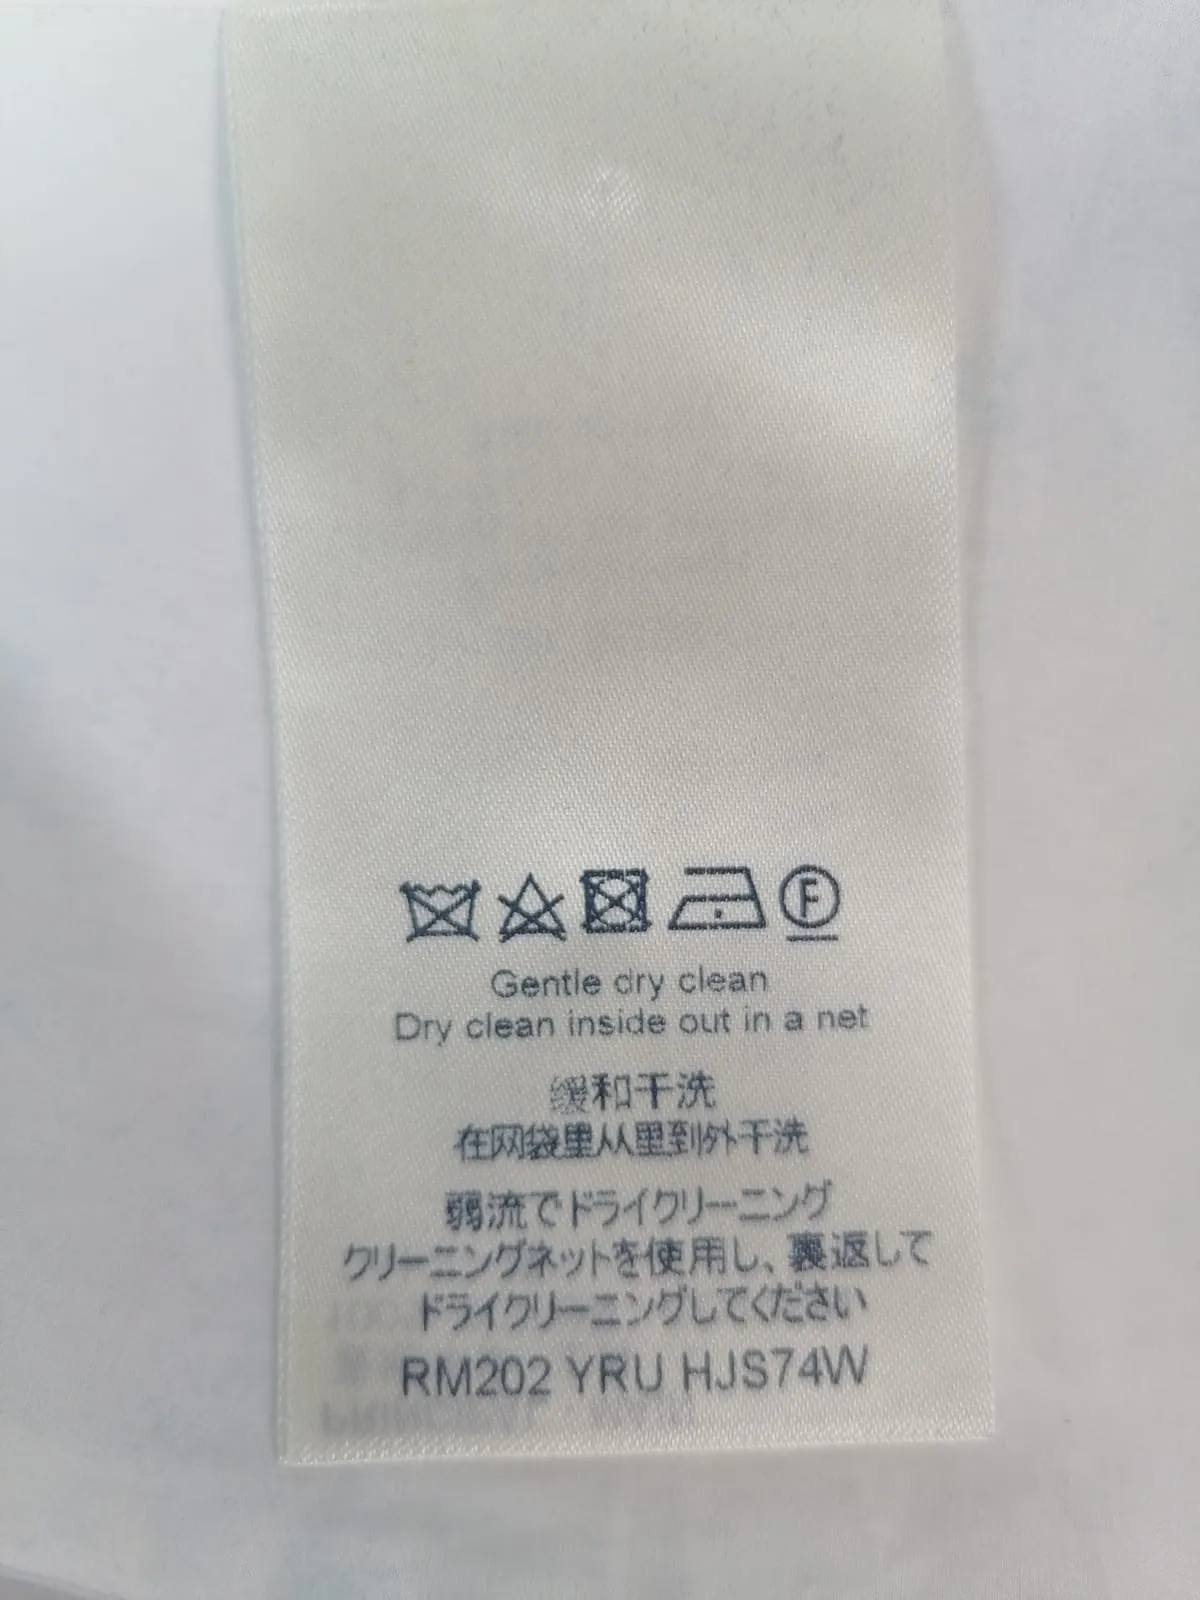 F
Gentle dry clean
Dry clean inside out in a net
缓和干洗
在网袋里从里到外干洗
弱流でドライクリーニング
クリーニングネットを使用し、裏返して
ドライクリーニングしてください
RM202 YRU HJS74W